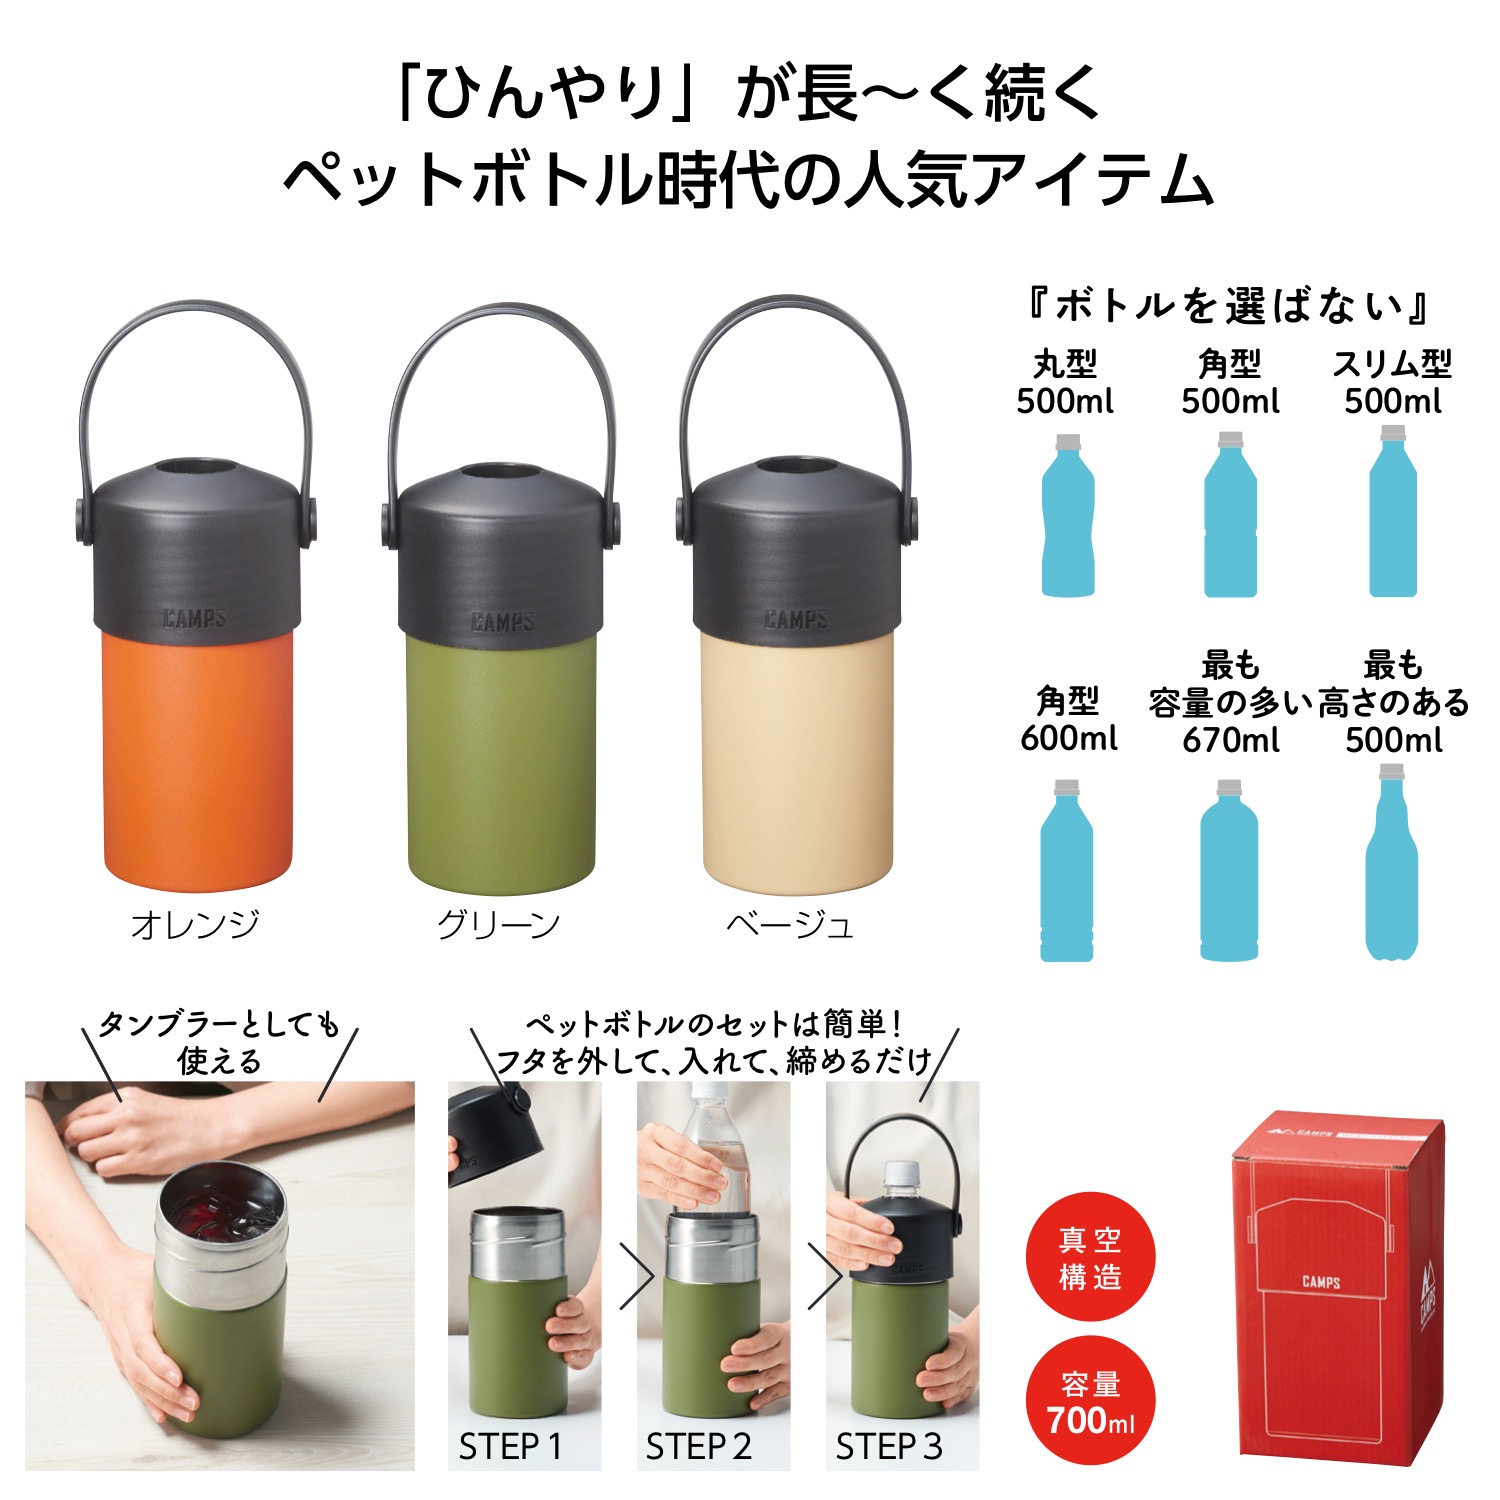 「ひんやり」が長〜く続く
ペットボトル時代の人気アイテム
『ボトルを選ばない』
丸型
500ml
角型
500ml
スリム型
500ml
角型
600ml
最も
容量の多い
670ml
最も
高さのある
500ml
CAMPS
CAMPS
CAMPS
オレンジ
グリーン
ベージュ
タンブラーとしても
使える
ペットボトルのセットは簡単!
フタを外して、入れて、締めるだけ
STEP 1
STEP 2
CAMPS
STEP 3
真空
構造
容量
700ml
CAMPS
CAMPS
CAMPS